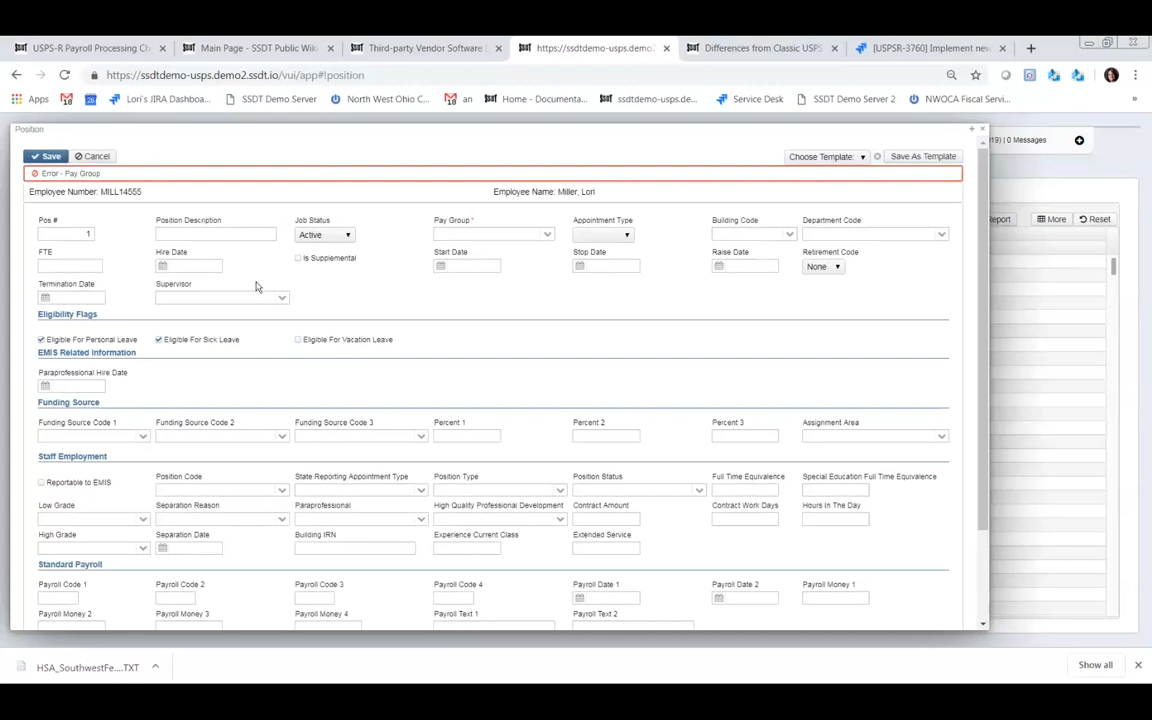 USPS-R Payroll Processing Ch
Main Page - SSDT Public Wiki
Third-party Vendor Software
https://ssdtdemo-usps.demo2.ssdt
Differences from Classic USPS
[USPSR-3760] Implement new
https://ssdtdemo-usps.demo2.ssdt.io/vui/app#!position
Apps
18
Lori's JIRA Dashboa...
SSDT Demo Server
North West Ohio C...
18
an
Home - Documenta...
ssdtdemo-usps.de...
Service Desk
SSDT Demo Server 2
NWOCA Fiscal Servi...
»
Position
Save
Cancel
Choose Template:
Save As Template
19) | 0 Messages
Error - Pay Group
Employee Number: MILL14555
Employee Name: Miller, Lori
Pos #
Position Description
Job Status
Pay Group *
Appointment Type
Building Code
Department Code
eport
More
Reset
1
Active
FTE
Hire Date
Is Supplemental
Start Date
Stop Date
Raise Date
Retirement Code
None
Termination Date
Supervisor
Eligibility Flags
Eligible For Personal Leave
Eligible For Sick Leave
Eligible For Vacation Leave
EMIS Related Information
Paraprofessional Hire Date
Funding Source
Funding Source Code 1
Funding Source Code 2
Funding Source Code 3
Percent 1
Percent 2
Percent 3
Assignment Area
Staff Employment
Reportable to EMIS
Position Code
State Reporting Appointment Type
Position Type
Position Status
Full Time Equivalence
Special Education Full Time Equivalence
Low Grade
Separation Reason
Paraprofessional
High Quality Professional Development
Contract Amount
Contract Work Days
Hours In The Day
High Grade
Separation Date
Building IRN
Experience Current Class
Extended Service
Standard Payroll
Payroll Code 1
Payroll Code 2
Payroll Code 3
Payroll Code 4
Payroll Date 1
Payroll Date 2
Payroll Money 1
Payroll Money 2
Payroll Money 3
Payroll Money 4
Payroll Text 1
Payroll Text 2
HSA_SouthwestFe....TXT
Show all